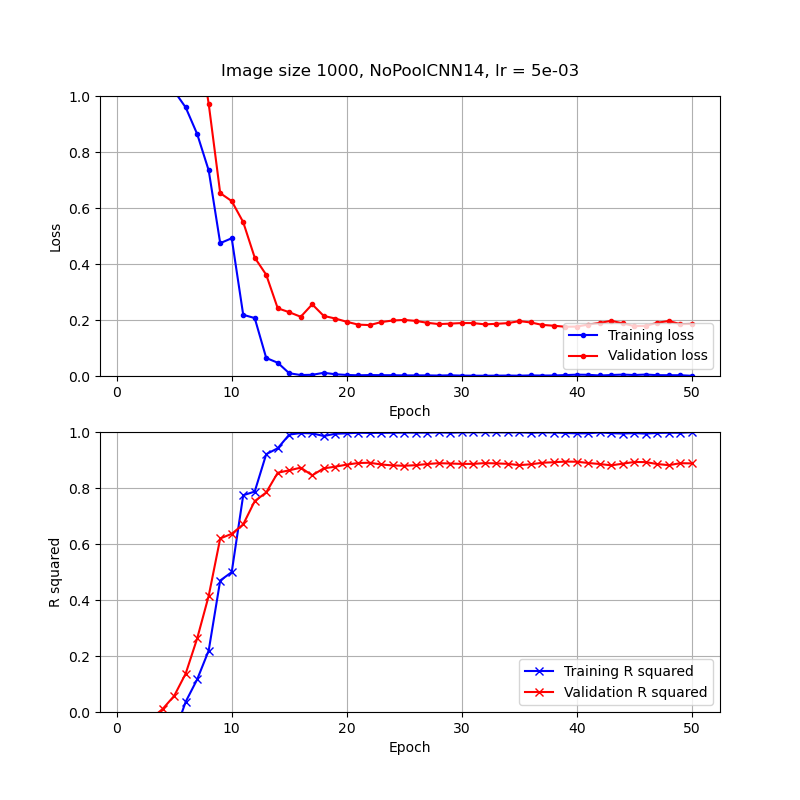 Image size 1000, NoPoolCNN14, lr = 5e-03
1.0
0.8
0.6
0.4
0.2
0.0
Loss
Training loss
Validation loss
0 10 20 30 40 50
Epoch
1.0
0.8
0.6
0.4
0.2
0.0
R squared
Training R squared
Validation R squared
0 10 20 30 40 50
Epoch